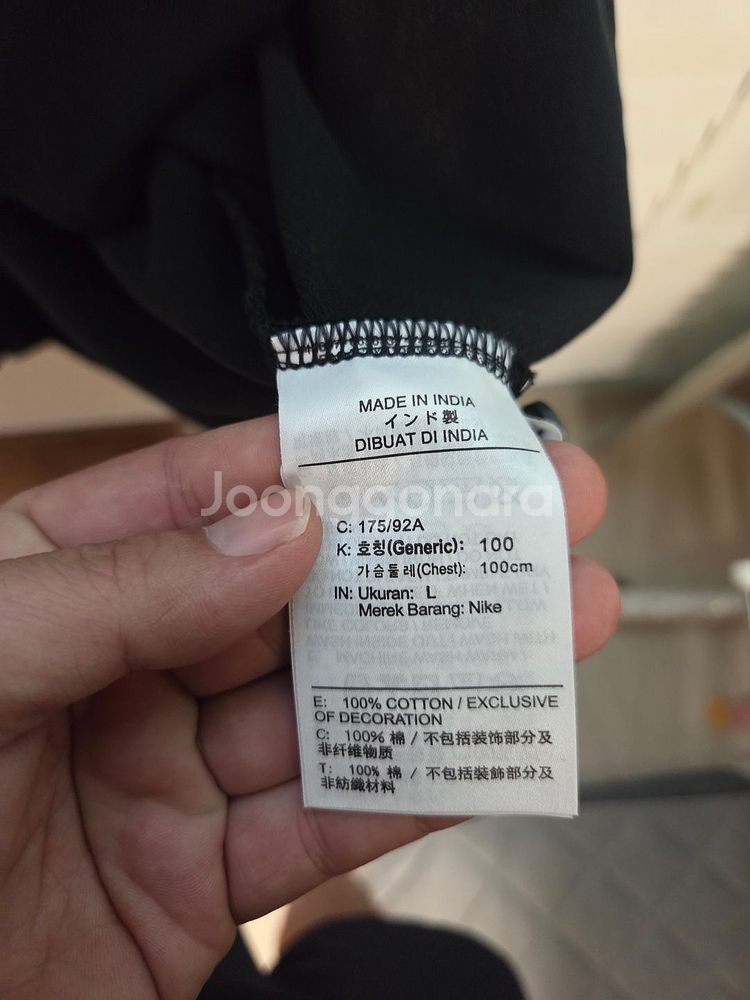 MADE IN INDIA
インド製
DIBUAT DI INDIA
Joonggonara
C: 175/92A
K: 호칭(Generic): 100
가슴둘레(Chest): 100cm
IN: Ukuran: L
Merek Barang: Nike
E: 100% COTTON / EXCLUSIVE
OF DECORATION
C: 100% 棉 / 不包括装饰部分及
非纤维物质
T: 100% 棉 / 不包括裝飾部分及
非紡織材料